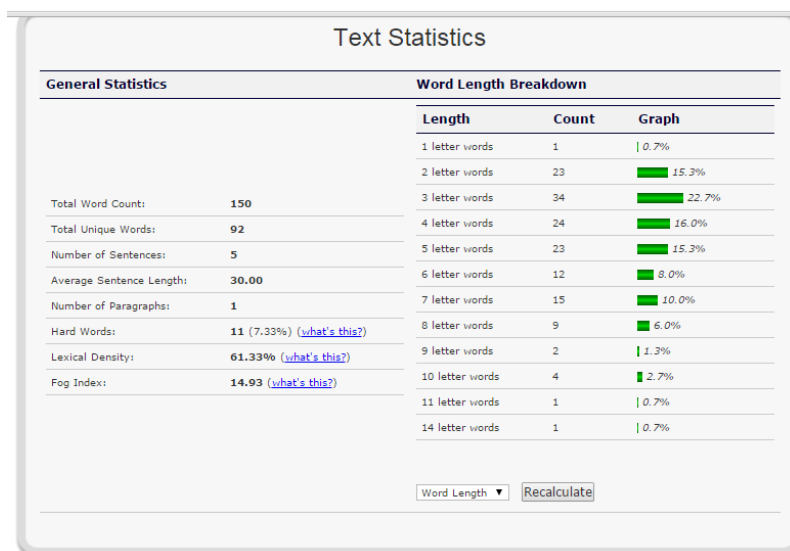 Text Statistics
General Statistics
Total Word Count: 150
Total Unique Words: 92
Number of Sentences: 5
Average Sentence Length: 30.00
Number of Paragraphs: 1
Hard Words: 11 (7.33%) (what's this?)
Lexical Density: 61.33% (what's this?)
Fog Index: 14.93 (what's this?)
Word Length Breakdown
Length Count Graph
1 letter words 1 0.7%
2 letter words 23 15.3%
3 letter words 34 22.7%
4 letter words 24 16.0%
5 letter words 23 15.3%
6 letter words 12 8.0%
7 letter words 15 10.0%
8 letter words 9 6.0%
9 letter words 2 1.3%
10 letter words 4 2.7%
11 letter words 1 0.7%
14 letter words 1 0.7%
Word Length Recalculate